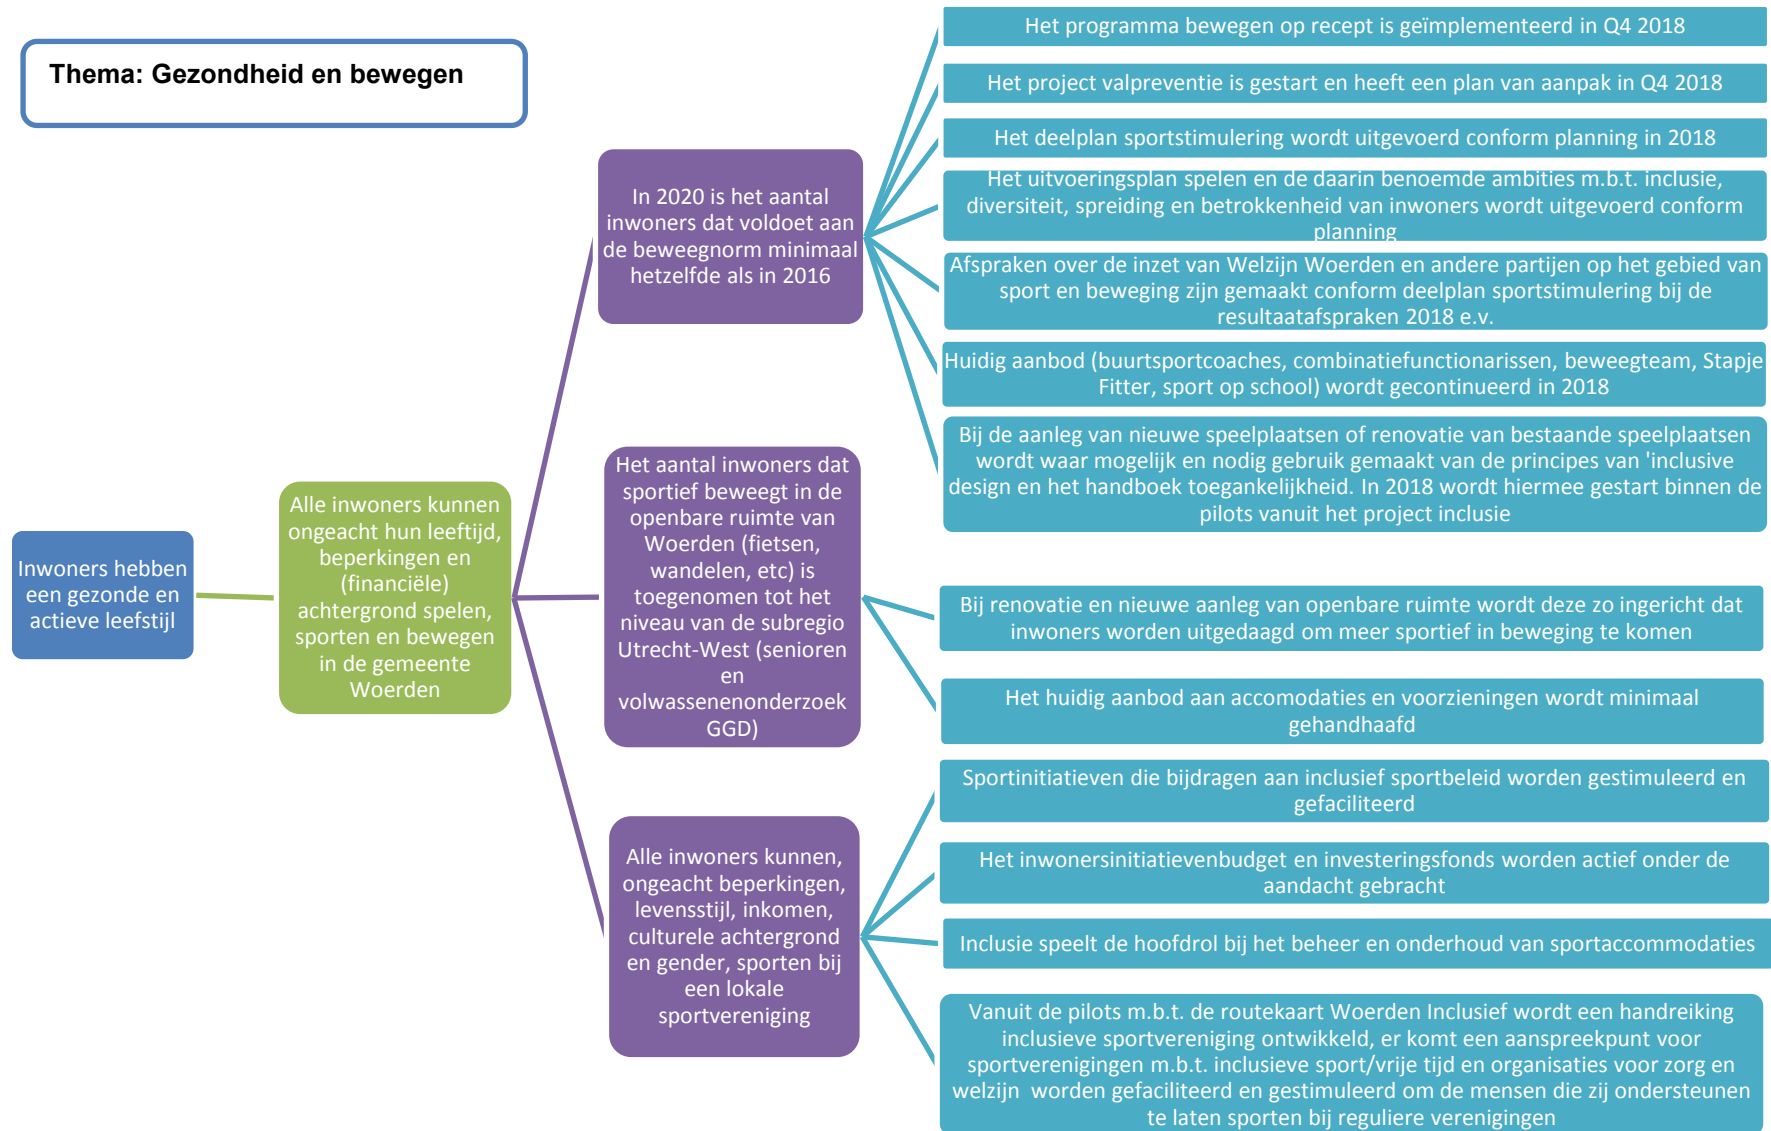 Thema: Gezondheid en bewegen
Inwoners hebben
een gezonde en
actieve leefstijl
Alle inwoners kunnen
ongeacht hun leeftijd,
beperkingen en
(financiële)
achtergrond spelen,
sporten en bewegen
in de gemeente
Woerden
In 2020 is het aantal
inwoners dat voldoet aan
de beweegnorm minimaal
hetzelfde als in 2016
Het programma bewegen op recept is geïmplementeerd in Q4 2018
Het project valpreventie is gestart en heeft een plan van aanpak in Q4 2018
Het deelplan sportstimulering wordt uitgevoerd conform planning in 2018
Het uitvoeringsplan spelen en de daarin benoemde ambities m.b.t. inclusie,
diversiteit, spreiding en betrokkenheid van inwoners wordt uitgevoerd conform
planning
Afspraken over de inzet van Welzijn Woerden en andere partijen op het gebied van
sport en beweging zijn gemaakt conform deelplan sportstimulering bij de
resultaatafspraken 2018 e.v.
Huidig aanbod (buurtsportcoaches, combinatiefunctionarissen, beweegteam, Stapje
Fitter, sport op school) wordt gecontinueerd in 2018
Bij de aanleg van nieuwe speelplaatsen of renovatie van bestaande speelplaatsen
wordt waar mogelijk en nodig gebruik gemaakt van de principes van 'inclusive
design en het handboek toegankelijkheid. In 2018 wordt hiermee gestart binnen de
pilots vanuit het project inclusie
Het aantal inwoners dat
sportief beweegt in de
openbare ruimte van
Woerden (fietsen,
wandelen, etc) is
toegenomen tot het
niveau van de subregio
Utrecht-West (senioren
en
volwassenenonderzoek
GGD)
Bij renovatie en nieuwe aanleg van openbare ruimte wordt deze zo ingericht dat
inwoners worden uitgedaagd om meer sportief in beweging te komen
Het huidig aanbod aan accomodaties en voorzieningen wordt minimaal
gehandhaafd
Alle inwoners kunnen,
ongeacht beperkingen,
levensstijl, inkomen,
culturele achtergrond
en gender, sporten bij
een lokale
sportvereniging
Sportinitiatieven die bijdragen aan inclusief sportbeleid worden gestimuleerd en
gefaciliteerd
Het inwonersinitiatievenbudget en investeringsfonds worden actief onder de
aandacht gebracht
Inclusie speelt de hoofdrol bij het beheer en onderhoud van sportaccommodaties
Vanuit de pilots m.b.t. de routekaart Woerden Inclusief wordt een handreiking
inclusieve sportvereniging ontwikkeld, er komt een aanspreekpunt voor
sportverenigingen m.b.t. inclusieve sport/vrije tijd en organisaties voor zorg en
welzijn  worden gefaciliteerd en gestimuleerd om de mensen die zij ondersteunen
te laten sporten bij reguliere verenigingen